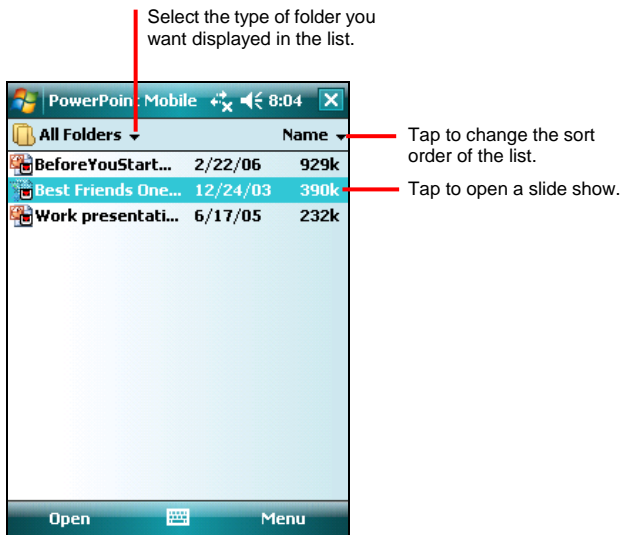 Select the type of folder you
want displayed in the list.
PowerPoint Mobile 8:04
All Folders Name
Tap to change the sort
order of the list.
BeforeYouStart... 2/22/06 929k
Best Friends One... 12/24/03 390k
Tap to open a slide show.
Work presentati... 6/17/05 232k
Open Menu